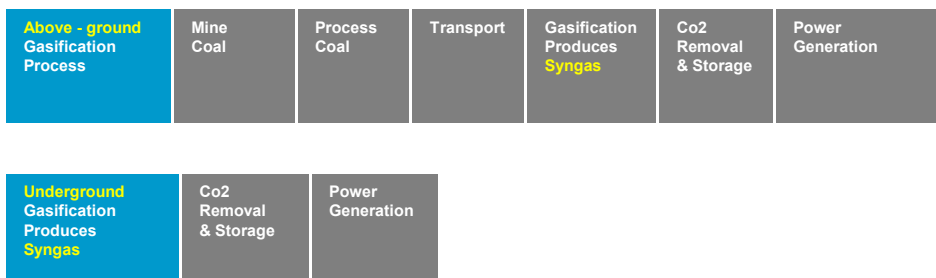 Above - ground
Gasification
Process
Mine
Coal
Process
Coal
Transport
Gasification
Produces
Syngas
Co2
Removal
& Storage
Power
Generation
Underground
Gasification
Produces
Syngas
Co2
Removal
& Storage
Power
Generation